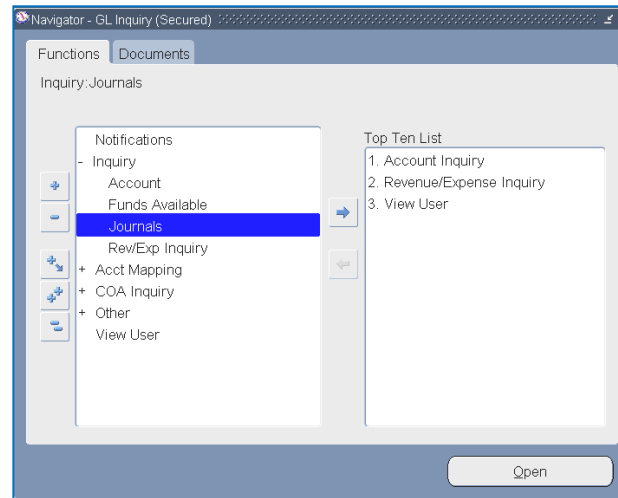 Navigator - GL Inquiry (Secured)
Functions Documents
Inquiry:Journals
Notifications
- Inquiry
Account
Funds Available
Journals
Rev/Exp Inquiry
+ Acct Mapping
+ COA Inquiry
+ Other
View User
Top Ten List
1. Account Inquiry
2. Revenue/Expense Inquiry
3. View User
Open